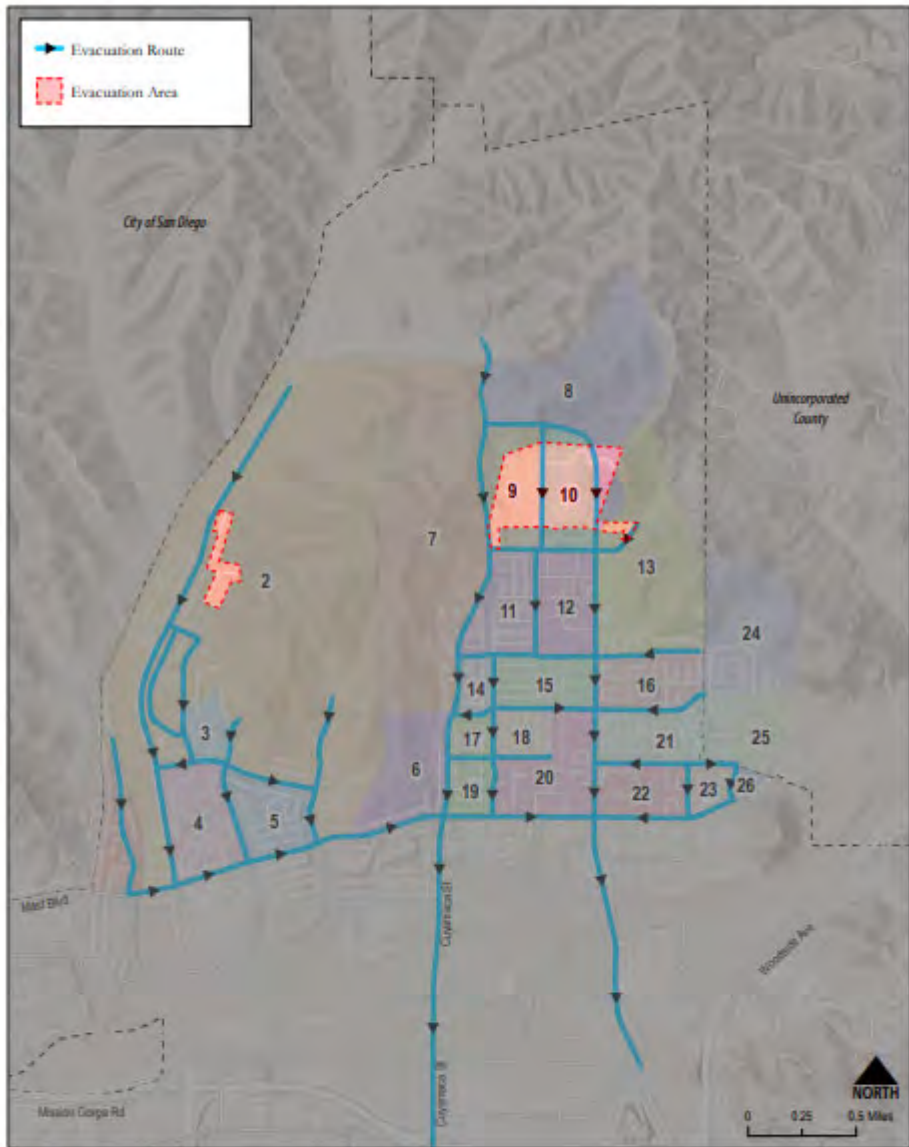 Evacuation Route
Evacuation Area
City of San Diego
Unincorporated
County
8
9
10
7
2
13
11
12
24
14
15
16
3
17
18
21
25
6
20
19
22
23
26
4
5
Mast Blvd
Cuyamaca St
Woodside Ave
Cuyamaca St
Mission Gorge Rd
NORTH
0 0.25 0.5 Miles